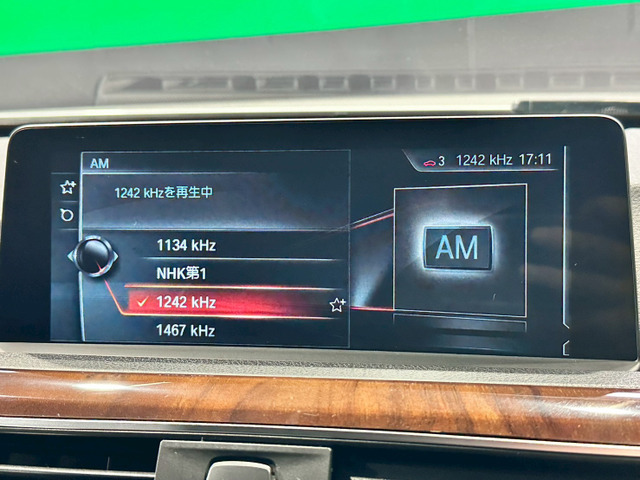 AM
3 1242 kHz 17:11
1242 kHzを再生中
1134 kHz
NHK第1
1242 kHz
1467 kHz
AM